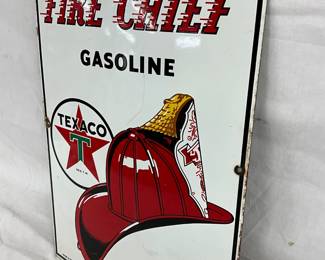 FIRE CHIEF
GASOLINE
TEXACO
T